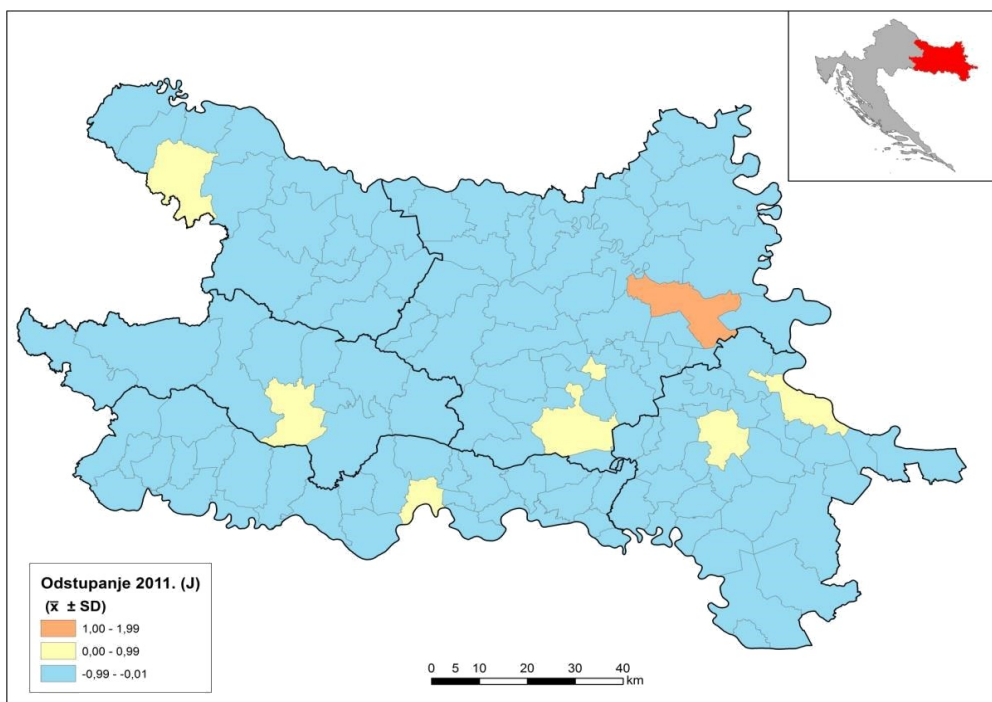 Odstupanje 2011. (J)
(x̅ ± SD)
1,00 - 1,99
0,00 - 0,99
-0,99 - -0,01
0 5 10 20 30 40
km